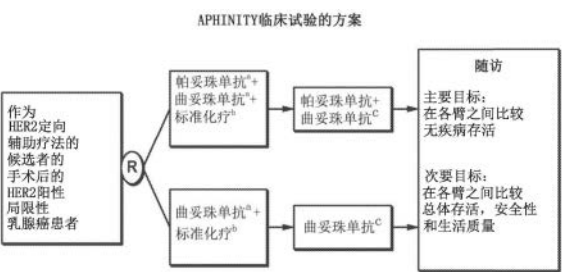 APHINITY临床试验的方案
作为
HER2定向
辅助疗法的
候选者的
手术后的
HER2阳性
局限性
乳腺癌患者
R
帕妥珠单抗ᵃ+
曲妥珠单抗ᵃ+
标准化疗ᵇ
帕妥珠单抗+
曲妥珠单抗ᶜ
曲妥珠单抗ᵃ+
标准化疗ᵇ
曲妥珠单抗ᶜ
随访
主要目标：
在各臂之间比较
无疾病存活
次要目标：
在各臂之间比较
总体存活，安全性
和生活质量